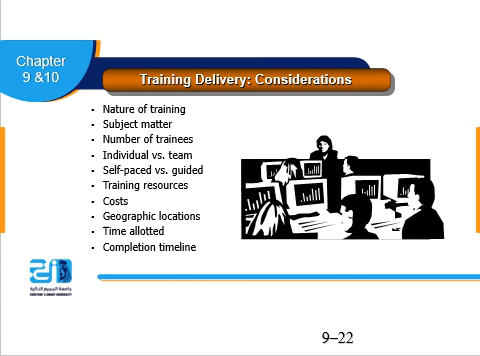 Chapter
9 &10
Training Delivery: Considerations
▪ Nature of training
▪ Subject matter
▪ Number of trainees
▪ Individual vs. team
▪ Self-paced vs. guided
▪ Training resources
▪ Costs
▪ Geographic locations
▪ Time allotted
▪ Completion timeline
9–22